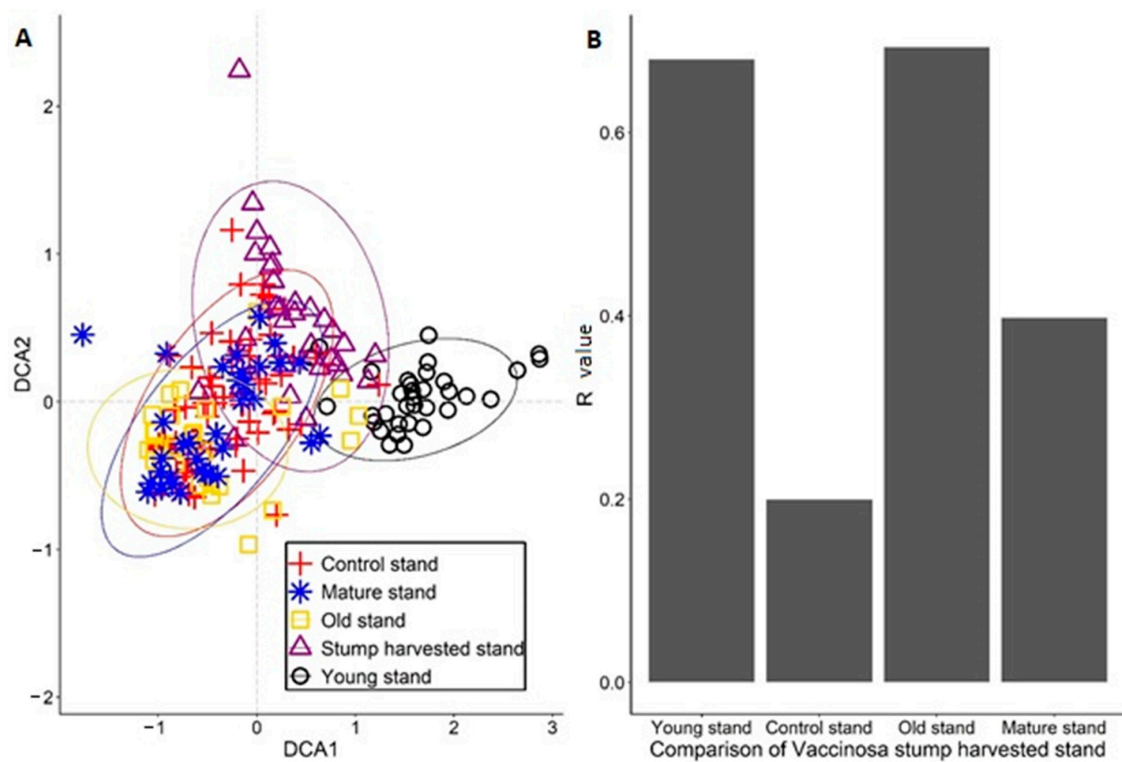 A
DCA2
2
1
0
−1
−2
−1
0
1
2
3
DCA1
Control stand
Mature stand
Old stand
Stump harvested stand
Young stand
B
R value
0.6
0.4
0.2
0.0
Young stand
Control stand
Old stand
Mature stand
Comparison of Vaccinosa stump harvested stand